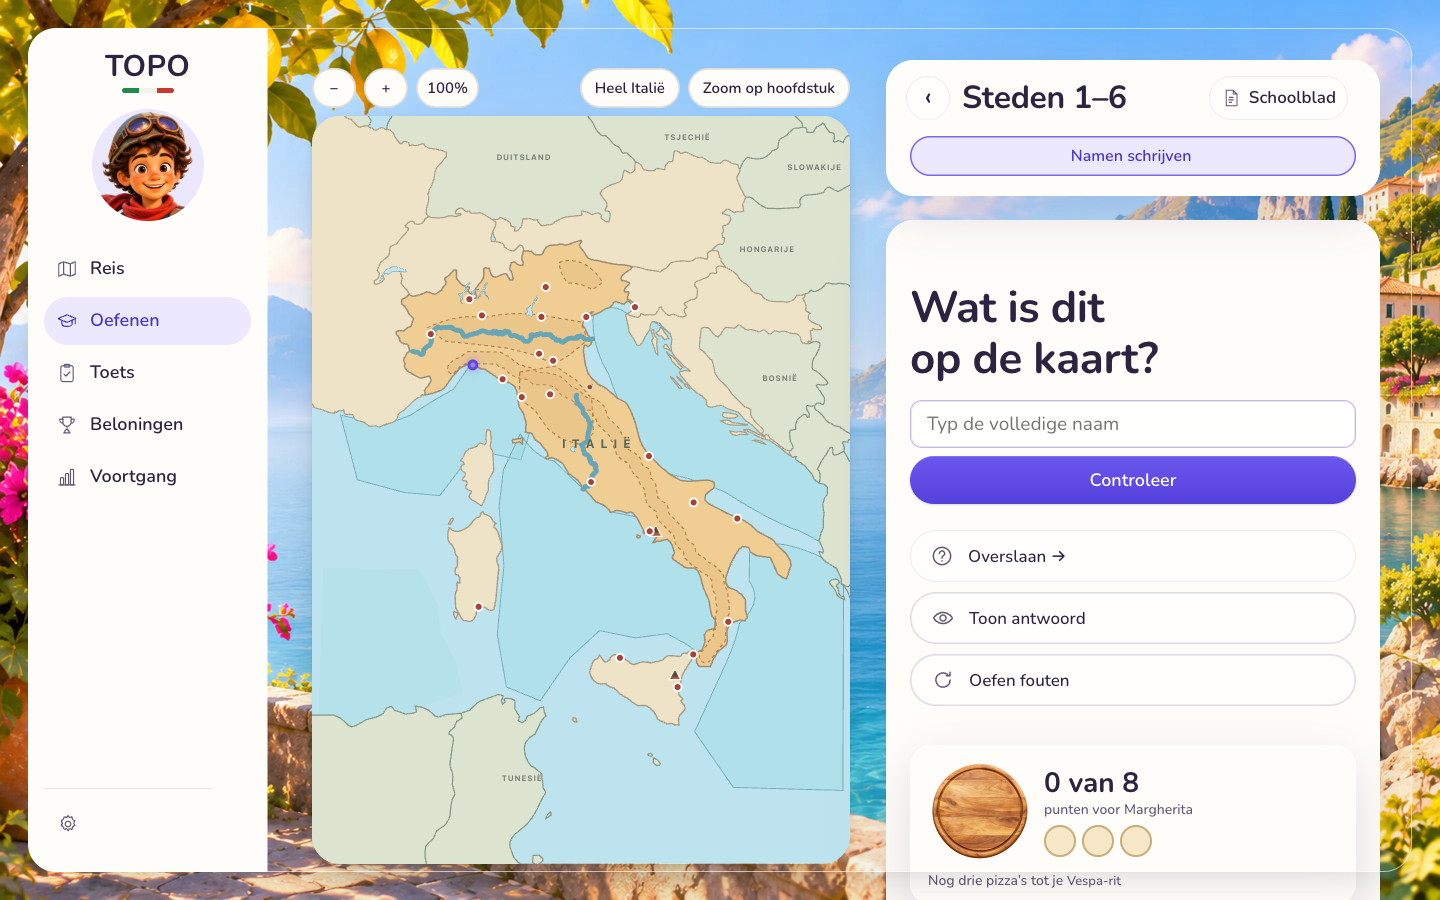 TOPO
Reis
Oefenen
Toets
Beloningen
Voortgang
−
+
100%
Heel Italië
Zoom op hoofdstuk
DUITSLAND
TSJECHIË
SLOWAKIJE
HONGARIJE
BOSNIË
ITALIË
TUNESIË
‹
Steden 1–6
Schoolblad
Namen schrijven
Wat is dit
op de kaart?
Typ de volledige naam
Controleer
Overslaan →
Toon antwoord
Oefen fouten
0 van 8
punten voor Margherita
Nog drie pizza's tot je Vespa-rit